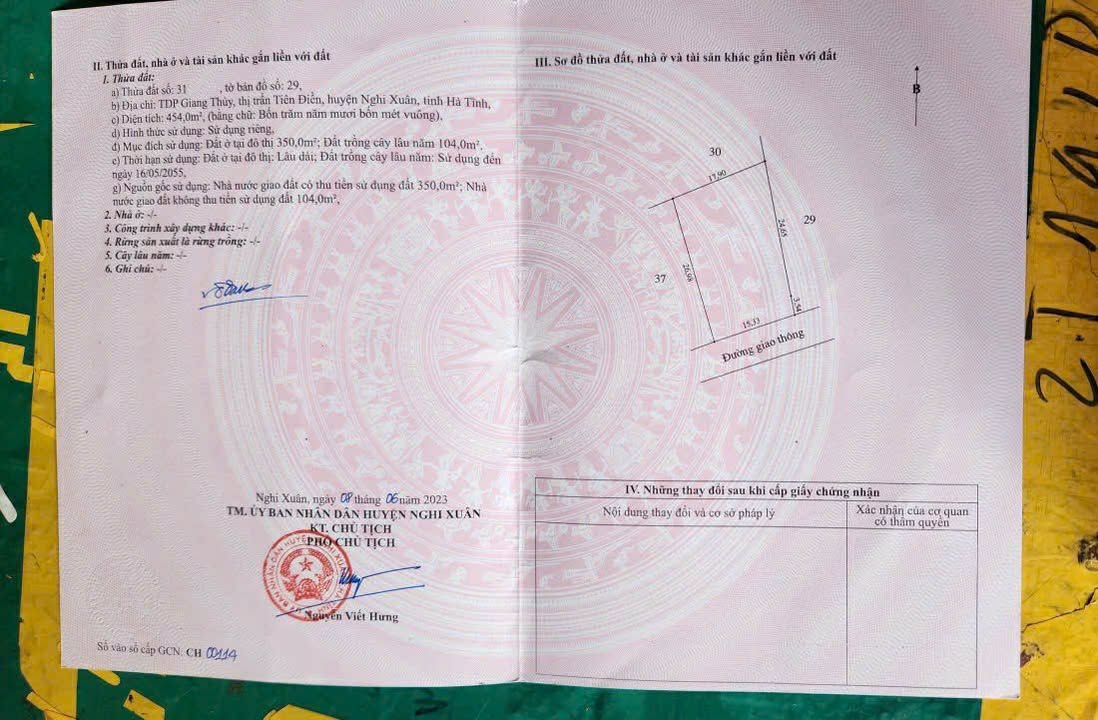 II. Thửa đất, nhà ở và tài sản khác gắn liền với đất
1. Thửa đất:
a) Thửa đất số: 31 , tờ bản đồ số: 29,
b) Địa chỉ: TDP Giang Thủy, thị trấn Tiên Điền, huyện Nghi Xuân, tỉnh Hà Tĩnh,
c) Diện tích: 454,0m², (bằng chữ: Bốn trăm năm mươi bốn mét vuông),
d) Hình thức sử dụng: Sử dụng riêng,
đ) Mục đích sử dụng: Đất ở tại đô thị 350,0m²; Đất trồng cây lâu năm 104,0m²,
e) Thời hạn sử dụng: Đất ở tại đô thị: Lâu dài; Đất trồng cây lâu năm: Sử dụng đến
ngày 16/05/2055,
g) Nguồn gốc sử dụng: Nhà nước giao đất có thu tiền sử dụng đất 350,0m²; Nhà
nước giao đất không thu tiền sử dụng đất 104,0m²,
2. Nhà ở: -/-
3. Công trình xây dựng khác: -/-
4. Rừng sản xuất là rừng trồng: -/-
5. Cây lâu năm: -/-
6. Ghi chú: -/-
Nghi Xuân, ngày 08 tháng 06 năm 2023
TM. ỦY BAN NHÂN DÂN HUYỆN NGHI XUÂN
KT. CHỦ TỊCH
PHÓ CHỦ TỊCH
Nguyễn Viết Hưng
Số vào sổ cấp GCN: CH 00114
III. Sơ đồ thửa đất, nhà ở và tài sản khác gắn liền với đất
B
30
17,90
29
24,65
37
26,98
3,54
15,33
Đường giao thông
IV. Những thay đổi sau khi cấp giấy chứng nhận
Nội dung thay đổi và cơ sở pháp lý
Xác nhận của cơ quan
có thẩm quyền